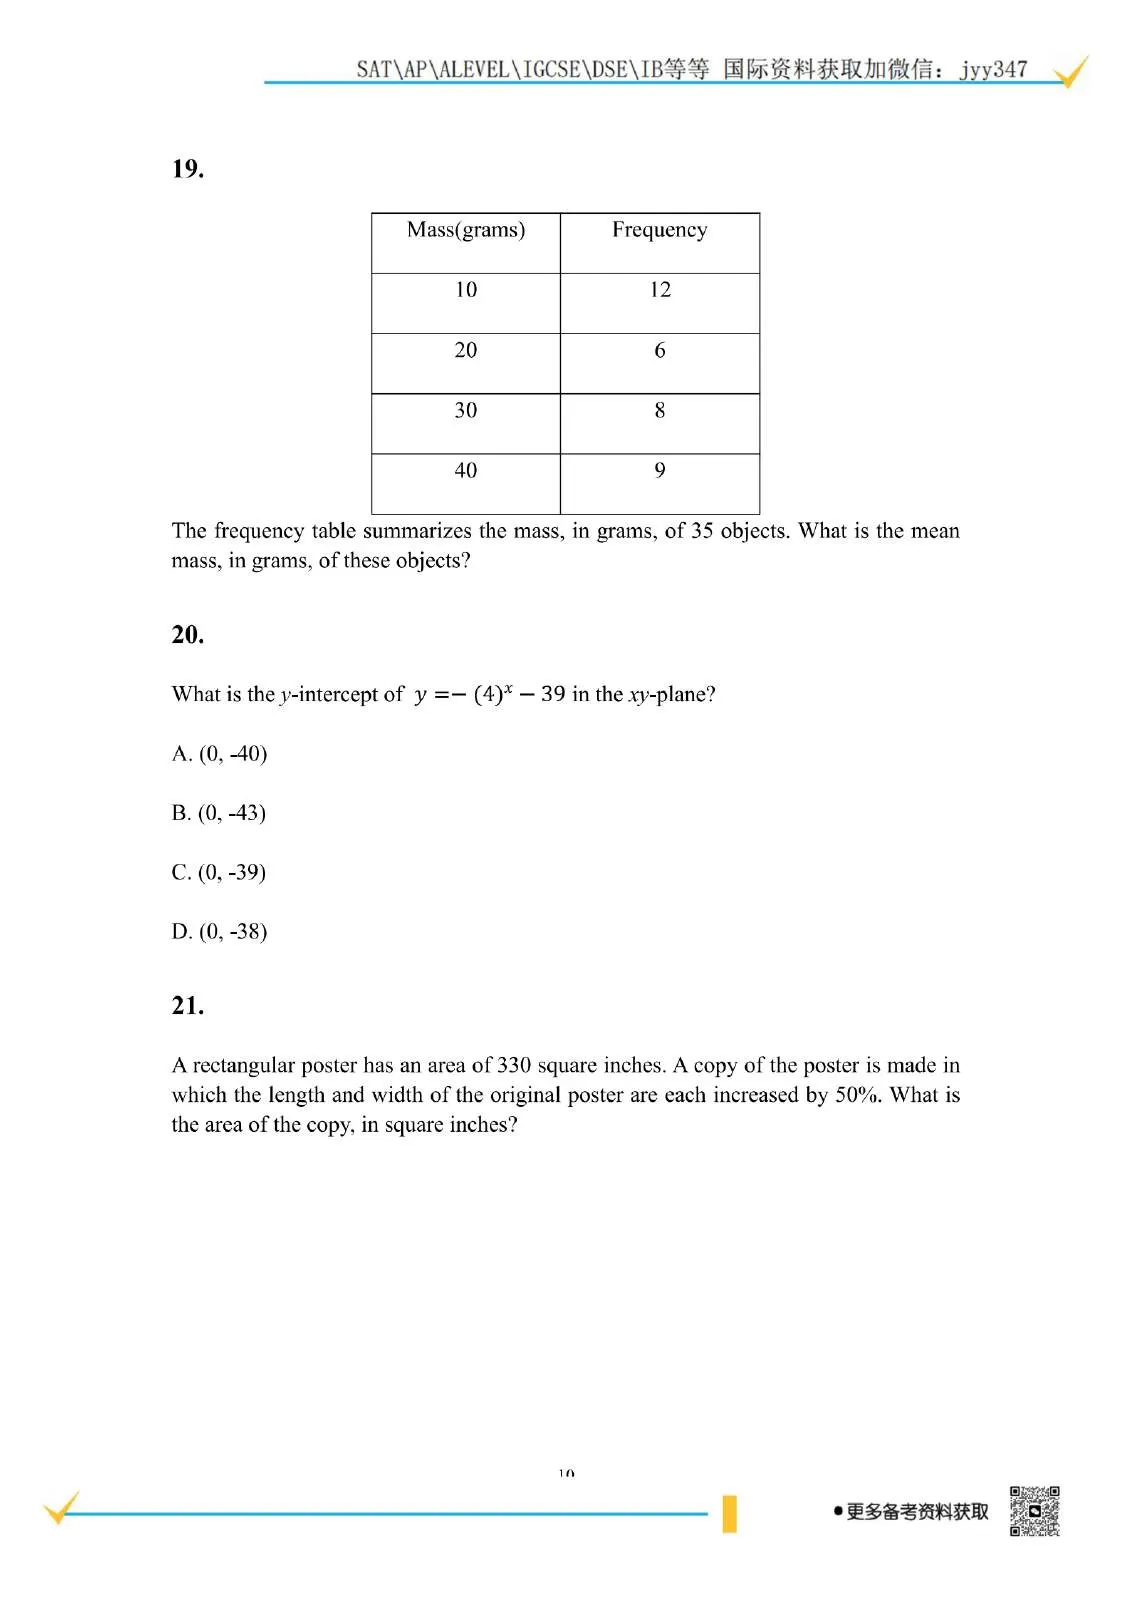 SAT\AP\ALEVEL\IGCSE\DSE\IB等等 国际资料获取加微信：jyy347
19.
Mass(grams) Frequency
10 12
20 6
30 8
40 9
The frequency table summarizes the mass, in grams, of 35 objects. What is the mean
mass, in grams, of these objects?
20.
What is the y-intercept of y =− (4)ˣ − 39 in the xy-plane?
A. (0, -40)
B. (0, -43)
C. (0, -39)
D. (0, -38)
21.
A rectangular poster has an area of 330 square inches. A copy of the poster is made in
which the length and width of the original poster are each increased by 50%. What is
the area of the copy, in square inches?
•更多备考资料获取